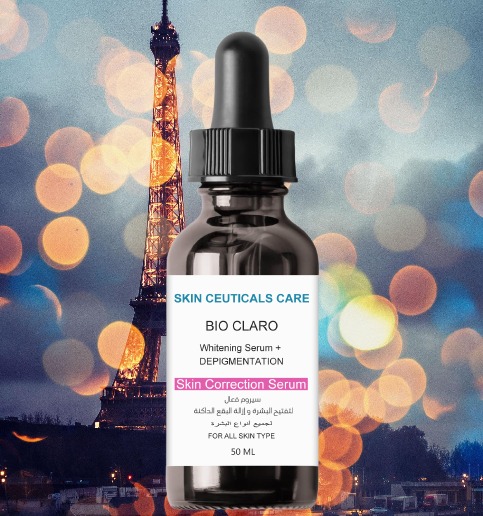 SKIN CEUTICALS CARE
BIO CLARO
Whitening Serum +
DEPIGMENTATION
Skin Correction Serum
سيروم فعال
لتفتيح البشرة و إزالة البقع الداكنة
لجميع أنواع البشرة
FOR ALL SKIN TYPE
50 ML